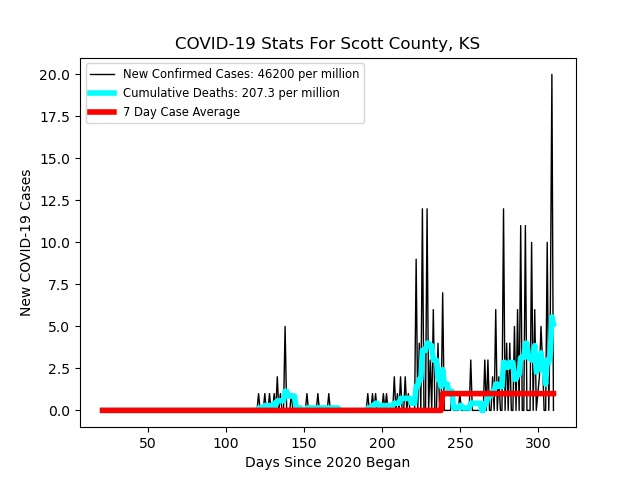 COVID-19 Stats For Scott County, KS
New Confirmed Cases: 46200 per million
Cumulative Deaths: 207.3 per million
7 Day Case Average
New COVID-19 Cases
20.0
17.5
15.0
12.5
10.0
7.5
5.0
2.5
0.0
50 100 150 200 250 300
Days Since 2020 Began